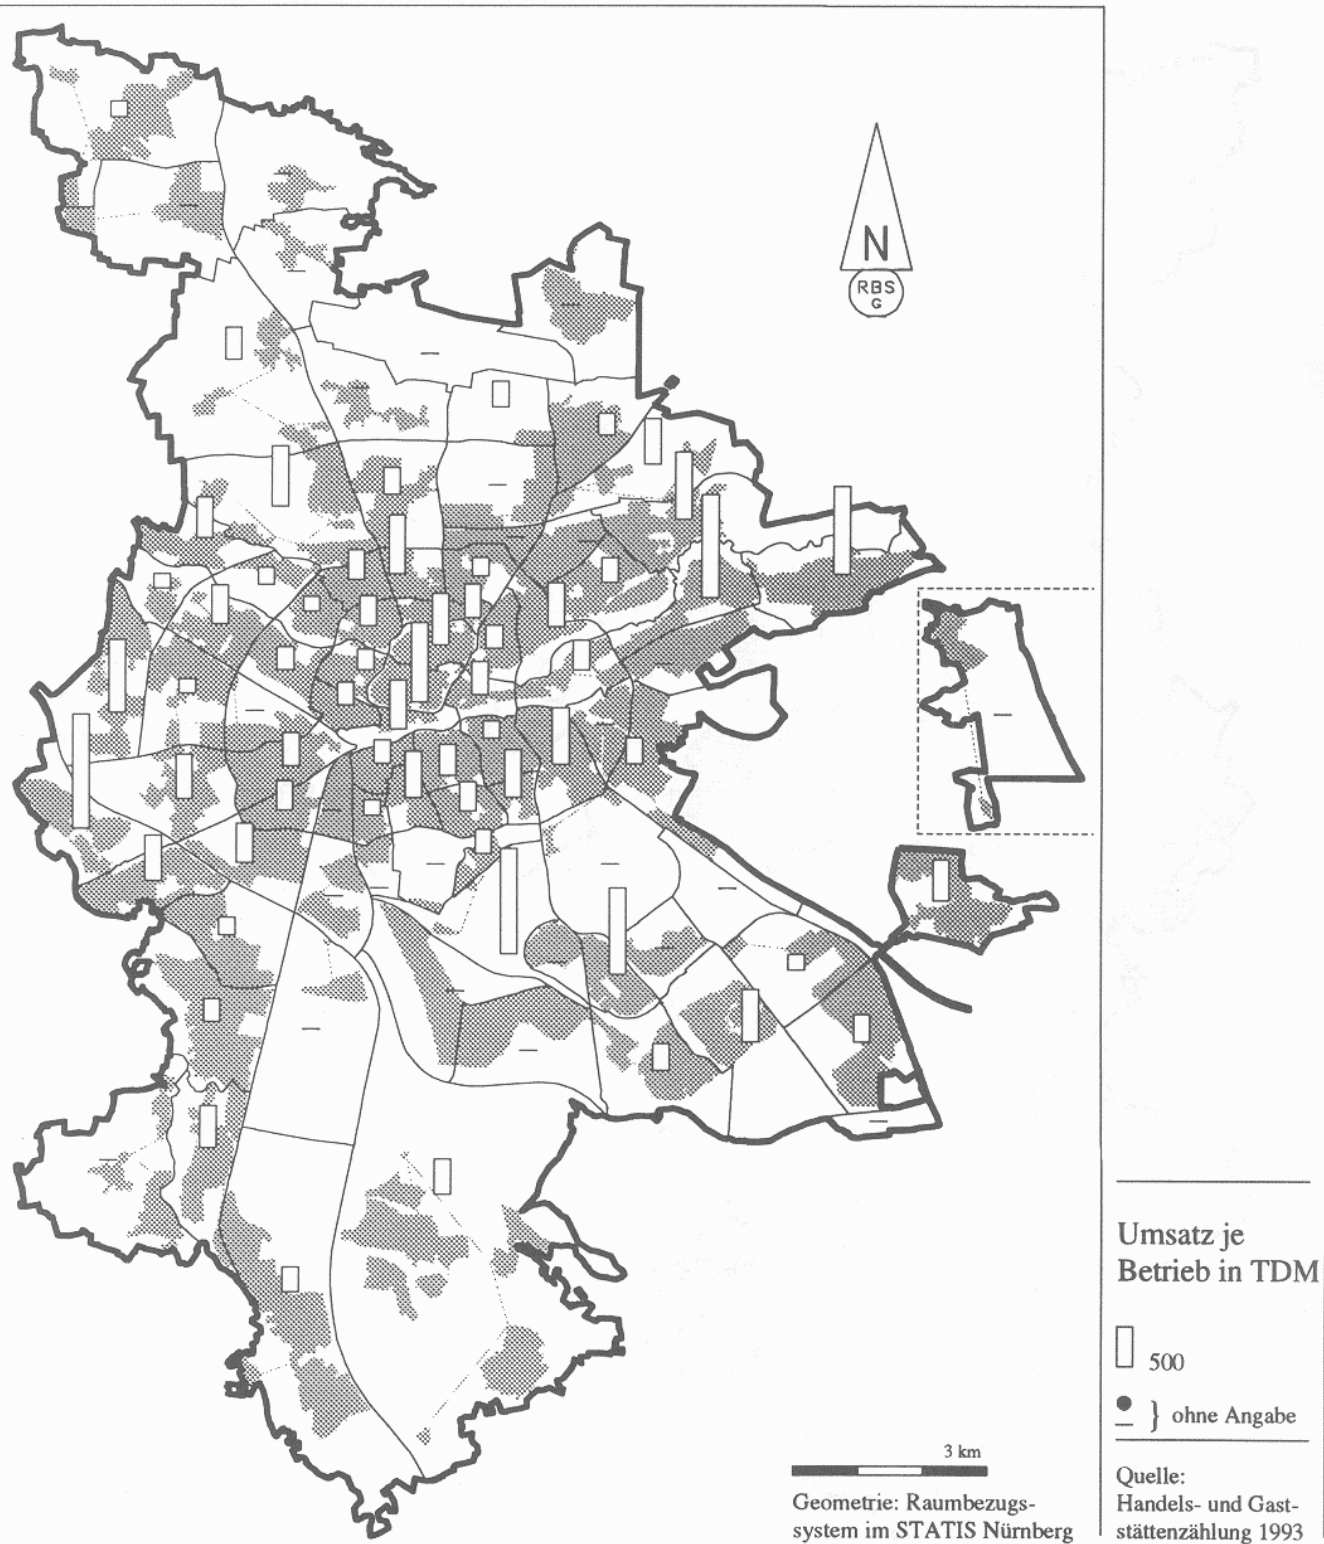 N
RBS
G
Umsatz je
Betrieb in TDM
500
} ohne Angabe
3 km
Geometrie: Raumbezugs-
system im STATIS Nürnberg
Quelle:
Handels- und Gast-
stättenzählung 1993